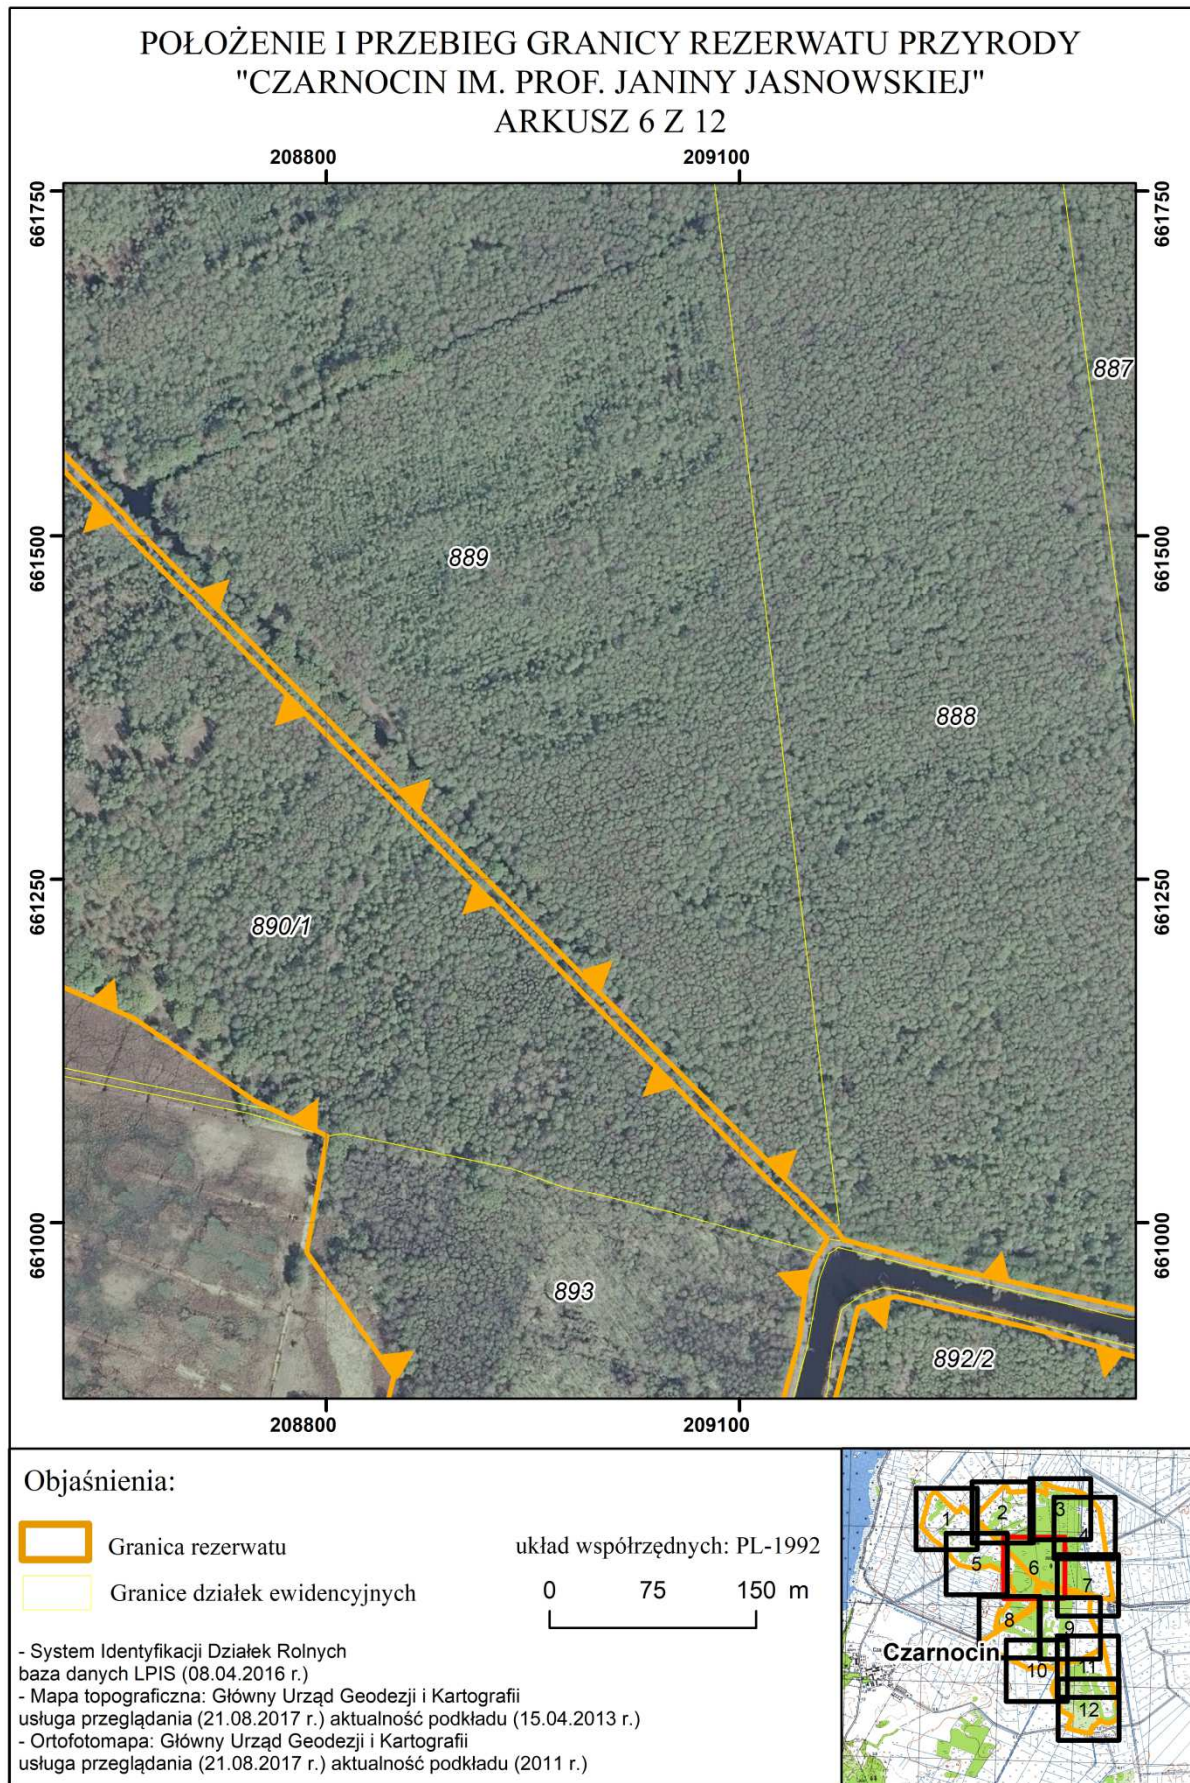 POŁOŻENIE I PRZEBIEG GRANICY REZERWATU PRZYRODY
"CZARNOCIN IM. PROF. JANINY JASNOWSKIEJ"
ARKUSZ 6 Z 12
208800 209100
661750 661750
887
661500 661500
889
888
661250 661250
890/1
661000 661000
893
892/2
208800 209100
Objaśnienia:
Granica rezerwatu
Granice działek ewidencyjnych
układ współrzędnych: PL-1992
0 75 150 m
- System Identyfikacji Działek Rolnych
baza danych LPIS (08.04.2016 r.)
- Mapa topograficzna: Główny Urząd Geodezji i Kartografii
usługa przeglądania (21.08.2017 r.) aktualność podkładu (15.04.2013 r.)
- Ortofotomapa: Główny Urząd Geodezji i Kartografii
usługa przeglądania (21.08.2017 r.) aktualność podkładu (2011 r.)
1 2 3 4
5 6 7
8 9
Czarnocin
10 11
12